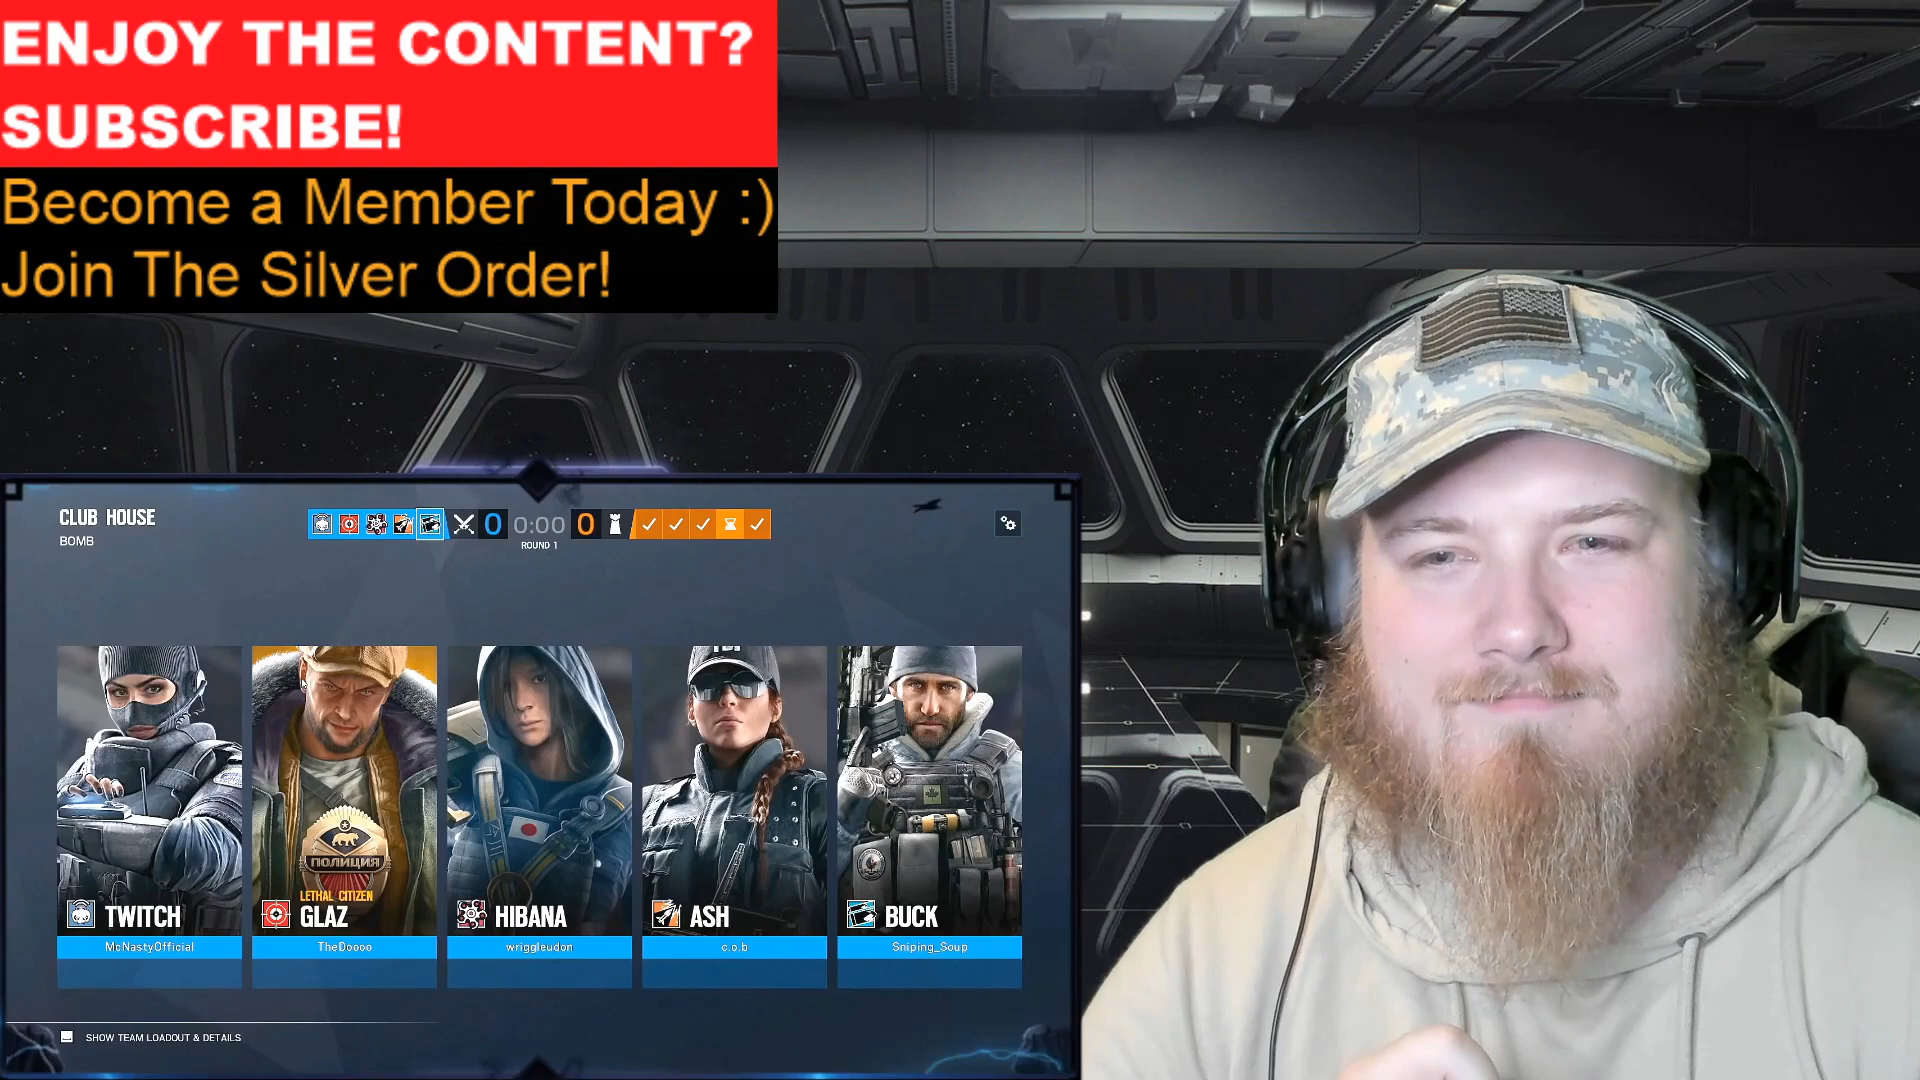 ENJOY THE CONTENT?
SUBSCRIBE!
Become a Member Today :)
Join The Silver Order!
CLUB HOUSE
BOMB
0 0:00 0
ROUND 1
ПОЛИЦИЯ
TWITCH
LETHAL CITIZEN
GLAZ
HIBANA
ASH
BUCK
McNastyOfficial
TheDoooo
wriggleudon
c.o.b
Sniping_Soup
SHOW TEAM LOADOUT & DETAILS